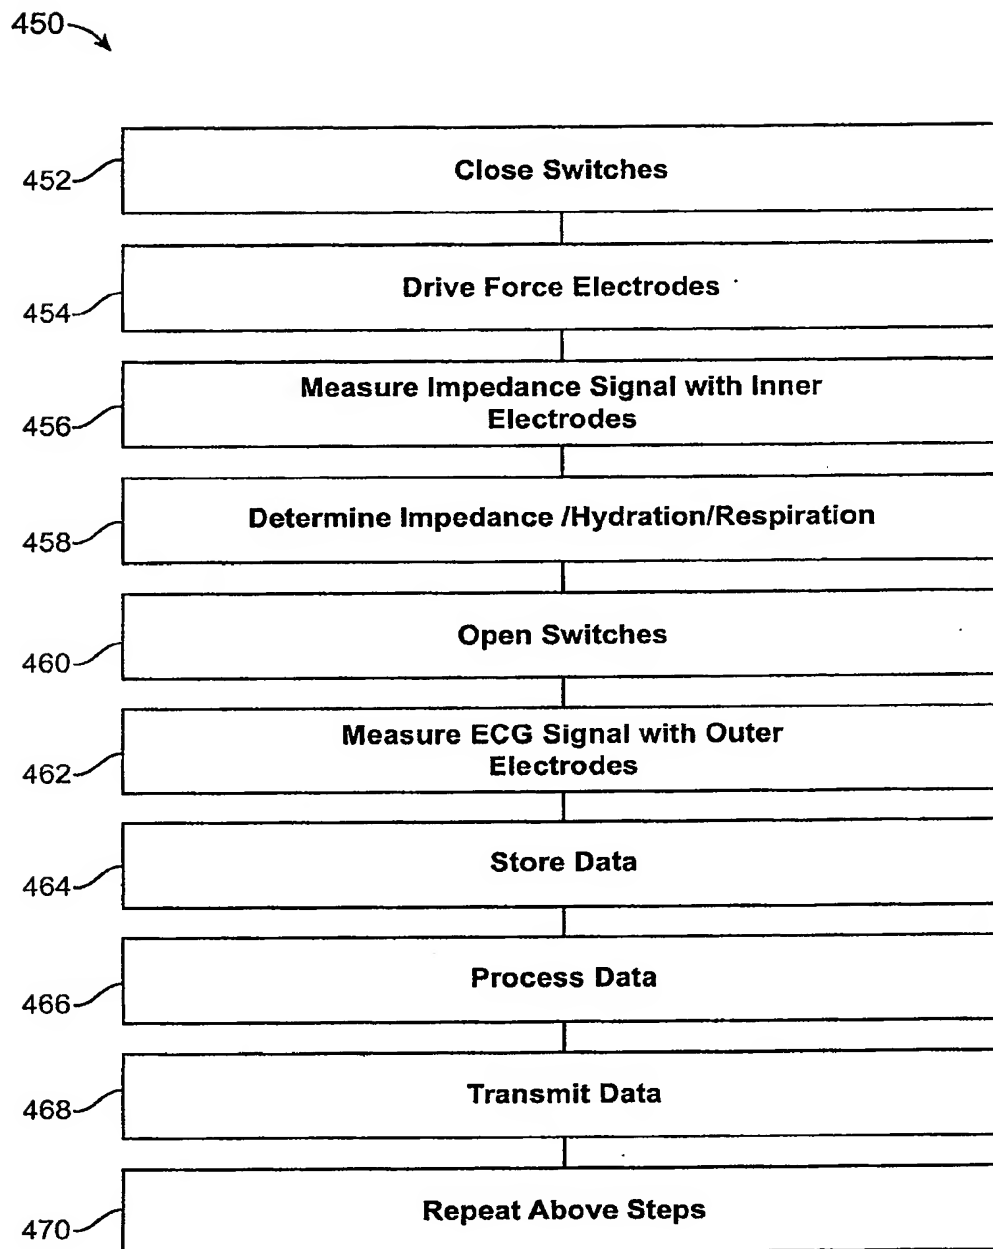 450
452
Close Switches
454
Drive Force Electrodes
456
Measure Impedance Signal with Inner
Electrodes
458
Determine Impedance /Hydration/Respiration
460
Open Switches
462
Measure ECG Signal with Outer
Electrodes
464
Store Data
466
Process Data
468
Transmit Data
470
Repeat Above Steps